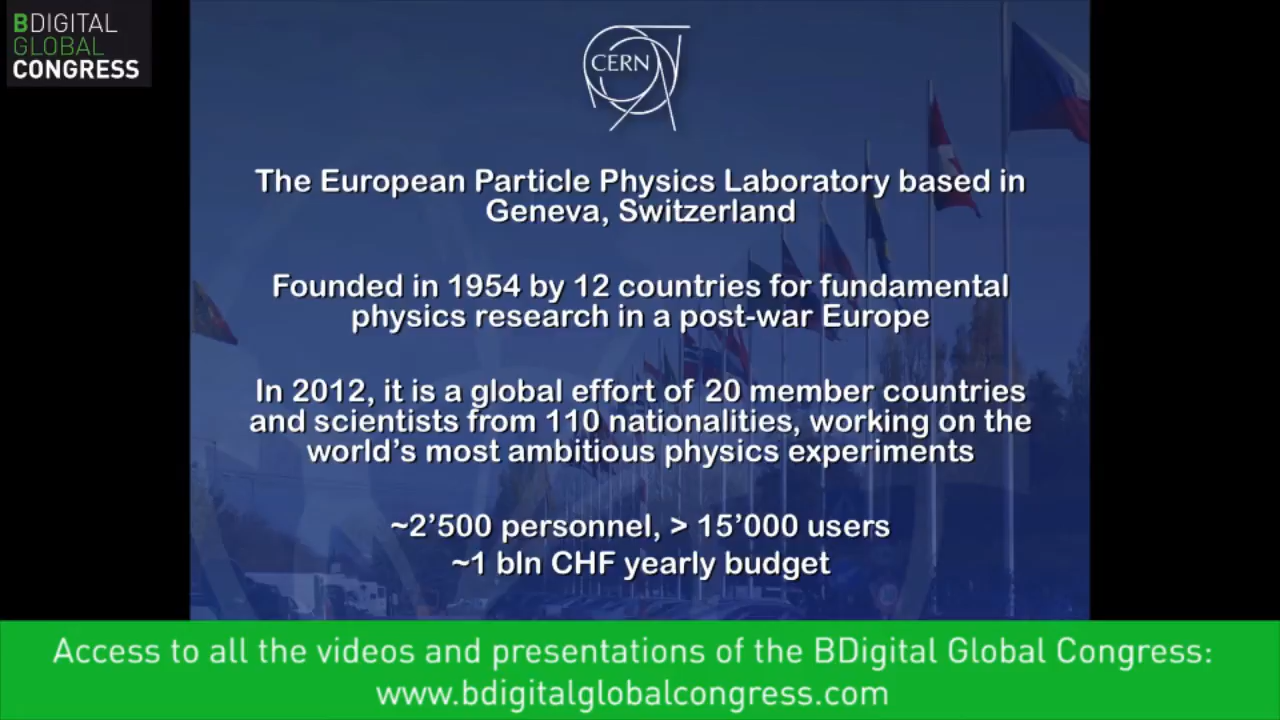 BDIGITAL
GLOBAL
CONGRESS
CERN
The European Particle Physics Laboratory based in
Geneva, Switzerland
Founded in 1954 by 12 countries for fundamental
physics research in a post-war Europe
In 2012, it is a global effort of 20 member countries
and scientists from 110 nationalities, working on the
world’s most ambitious physics experiments
~2’500 personnel, > 15’000 users
~1 bln CHF yearly budget
Access to all the videos and presentations of the BDigital Global Congress:
www.bdigitalglobalcongress.com